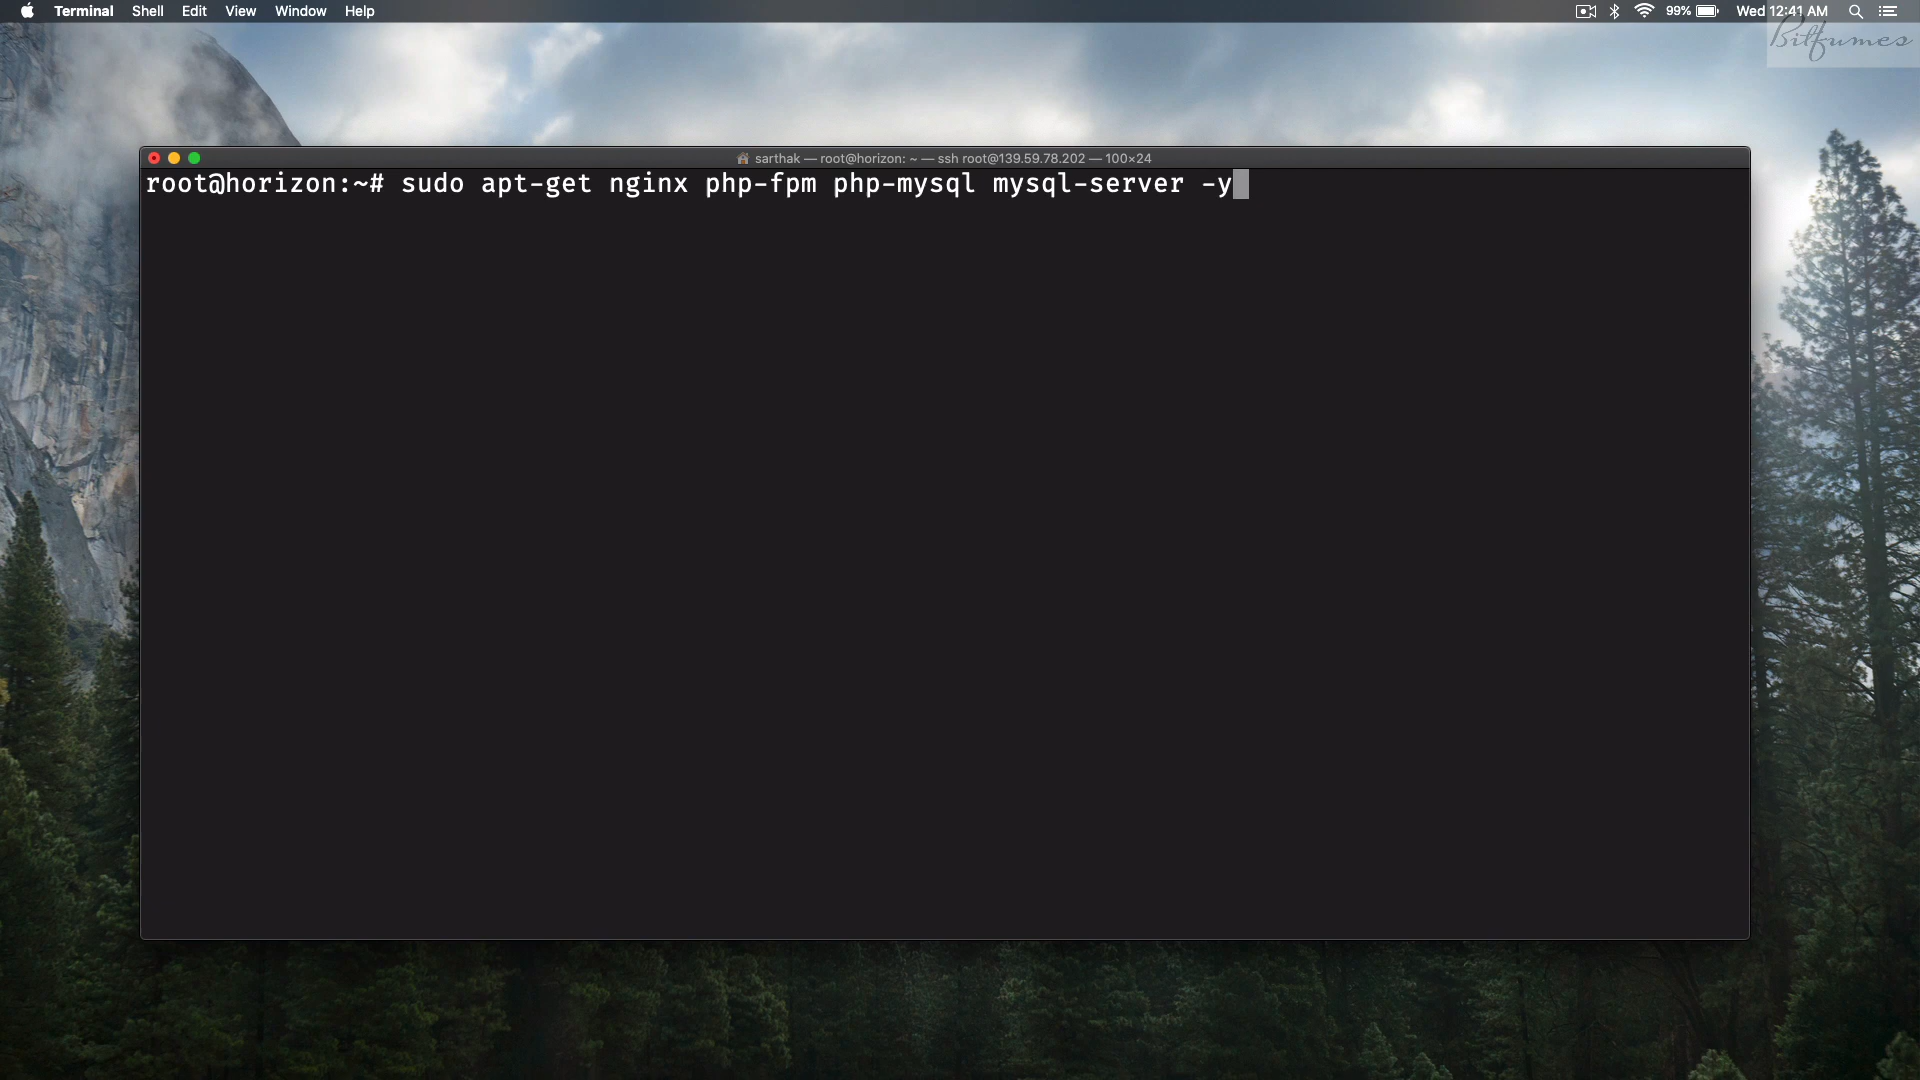 Terminal Shell Edit View Window Help 99% Wed 12:41 AM
Bitfumes
sarthak — root@horizon: ~ — ssh root@139.59.78.202 — 100×24
root@horizon:~# sudo apt-get nginx php-fpm php-mysql mysql-server -y